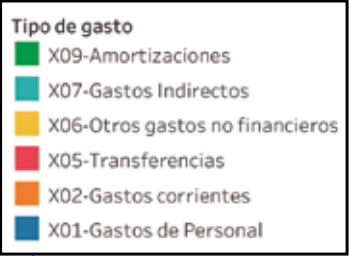 Tipo de gasto
X09-Amortizaciones
X07-Gastos Indirectos
X06-Otros gastos no financieros
X05-Transferencias
X02-Gastos corrientes
X01-Gastos de Personal